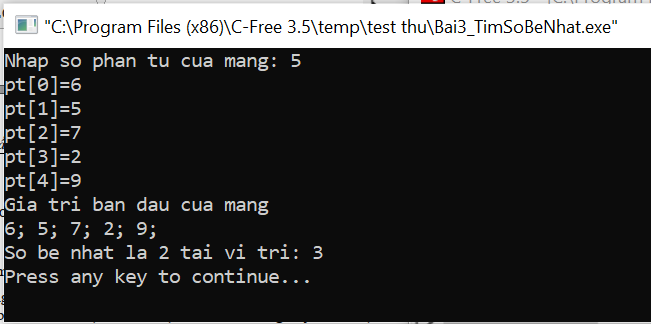 "C:\Program Files (x86)\C-Free 3.5\temp\test thu\Bai3_TimSoBeNhat.exe"
Nhap so phan tu cua mang: 5
pt[0]=6
pt[1]=5
pt[2]=7
pt[3]=2
pt[4]=9
Gia tri ban dau cua mang
6; 5; 7; 2; 9;
So be nhat la 2 tai vi tri: 3
Press any key to continue...